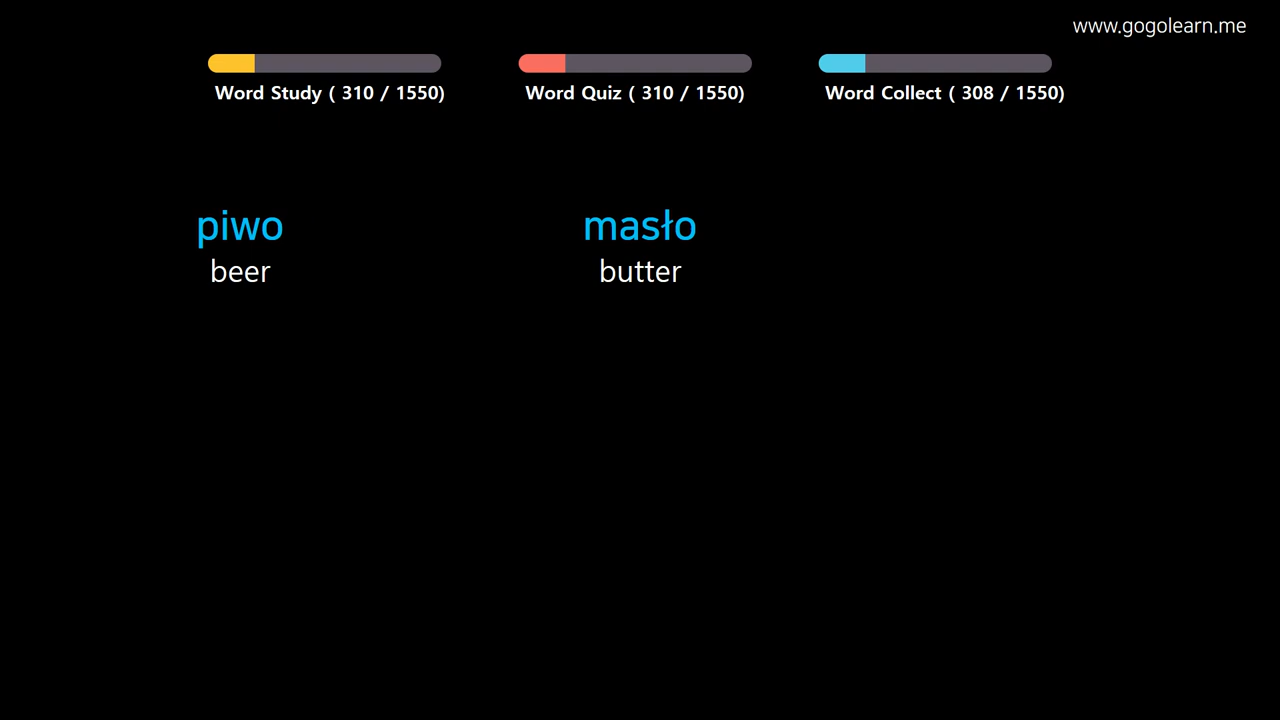 www.gogolearn.me
Word Study ( 310 / 1550)
Word Quiz ( 310 / 1550)
Word Collect ( 308 / 1550)
piwo
beer
masło
butter